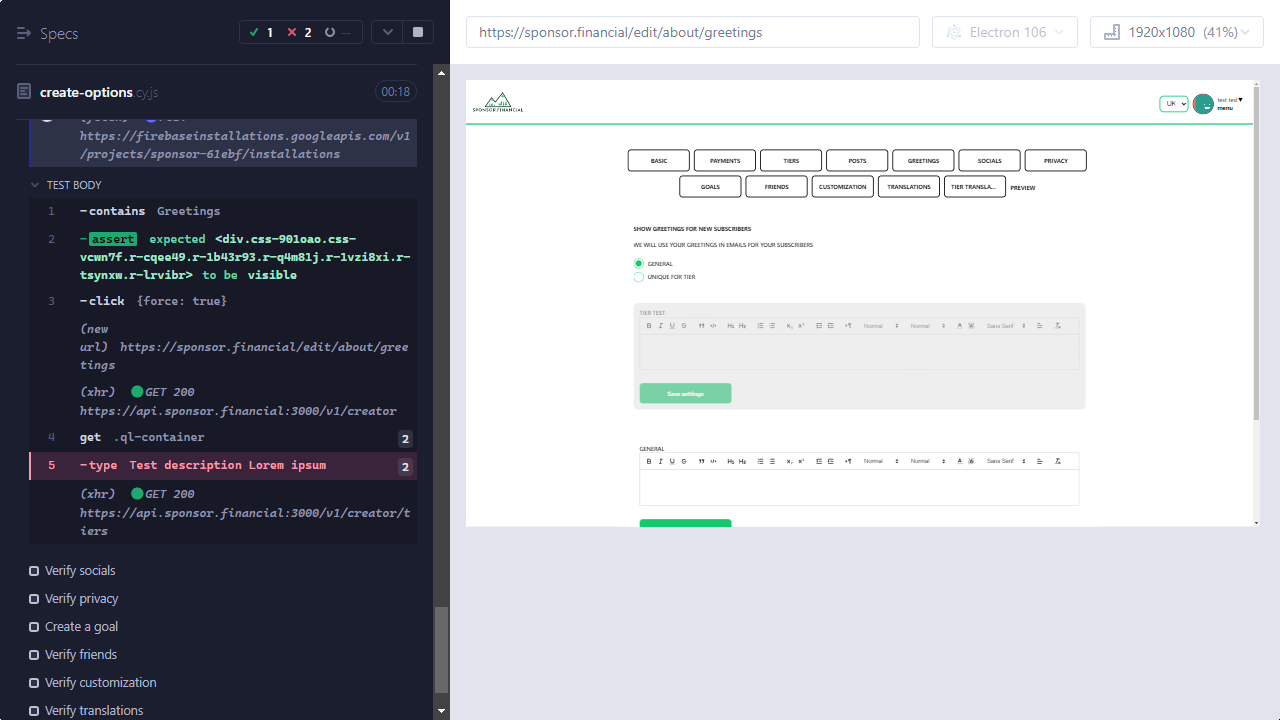 Specs
1 2 --
create-options.cy.js 00:18
https://firebaseinstallations.googleapis.com/v1
/projects/sponsor-61ebf/installations
TEST BODY
1 -contains Greetings
2 -assert expected <div.css-901oao.css-
vcwn7f.r-cqee49.r-1b43r93.r-q4m81j.r-1vzi8xi.r-
tsynxw.r-lrvibr> to be visible
3 -click {force: true}
(new
url) https://sponsor.financial/edit/about/gree
tings
(xhr) GET 200
https://api.sponsor.financial:3000/v1/creator
4 get .ql-container 2
5 -type Test description Lorem ipsum 2
(xhr) GET 200
https://api.sponsor.financial:3000/v1/creator/t
iers
Verify socials
Verify privacy
Create a goal
Verify friends
Verify customization
Verify translations
https://sponsor.financial/edit/about/greetings
Electron 106
1920x1080 (41%)
SPONSOR.FINANCIAL
UK
test test
menu
BASIC PAYMENTS TIERS POSTS GREETINGS SOCIALS PRIVACY
GOALS FRIENDS CUSTOMIZATION TRANSLATIONS TIER TRANSLA... PREVIEW
SHOW GREETINGS FOR NEW SUBSCRIBERS
WE WILL USE YOUR GREETINGS IN EMAILS FOR YOUR SUBSCRIBERS
GENERAL
UNIQUE FOR TIER
TIER TEST
B I U S H1 H2 X2 X2 Normal Normal A Sans Serif
Save settings
GENERAL
B I U S H1 H2 X2 X2 Normal Normal A Sans Serif